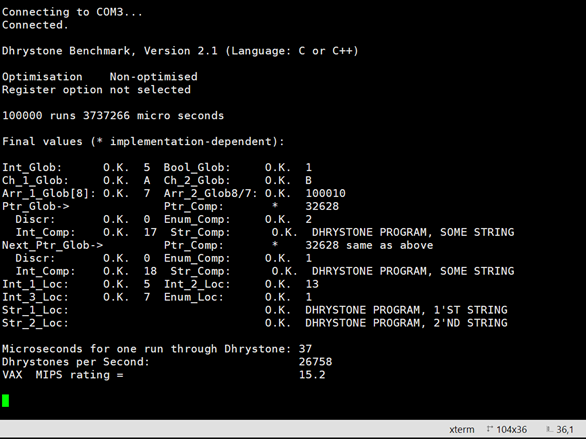 Connecting to COM3...
Connected.
Dhrystone Benchmark, Version 2.1 (Language: C or C++)
Optimisation    Non-optimised
Register option not selected
100000 runs 3737266 micro seconds
Final values (* implementation-dependent):
Int_Glob:      O.K.  5  Bool_Glob:     O.K.  1
Ch_1_Glob:     O.K.  A  Ch_2_Glob:     O.K.  B
Arr_1_Glob[8]: O.K.  7  Arr_2_Glob8/7: O.K.  100010
Ptr_Glob->              Ptr_Comp:       *    32628
  Discr:       O.K.  0  Enum_Comp:     O.K.  2
  Int_Comp:    O.K.  17  Str_Comp:      O.K.  DHRYSTONE PROGRAM, SOME STRING
Next_Ptr_Glob->         Ptr_Comp:       *    32628 same as above
  Discr:       O.K.  0  Enum_Comp:     O.K.  1
  Int_Comp:    O.K.  18  Str_Comp:      O.K.  DHRYSTONE PROGRAM, SOME STRING
Int_1_Loc:     O.K.  5  Int_2_Loc:     O.K.  13
Int_3_Loc:     O.K.  7  Enum_Loc:      O.K.  1
Str_1_Loc:                             O.K.  DHRYSTONE PROGRAM, 1'ST STRING
Str_2_Loc:                             O.K.  DHRYSTONE PROGRAM, 2'ND STRING
Microseconds for one run through Dhrystone: 37
Dhrystones per Second:                      26758
VAX  MIPS rating =                          15.2
xterm 104x36 36,1